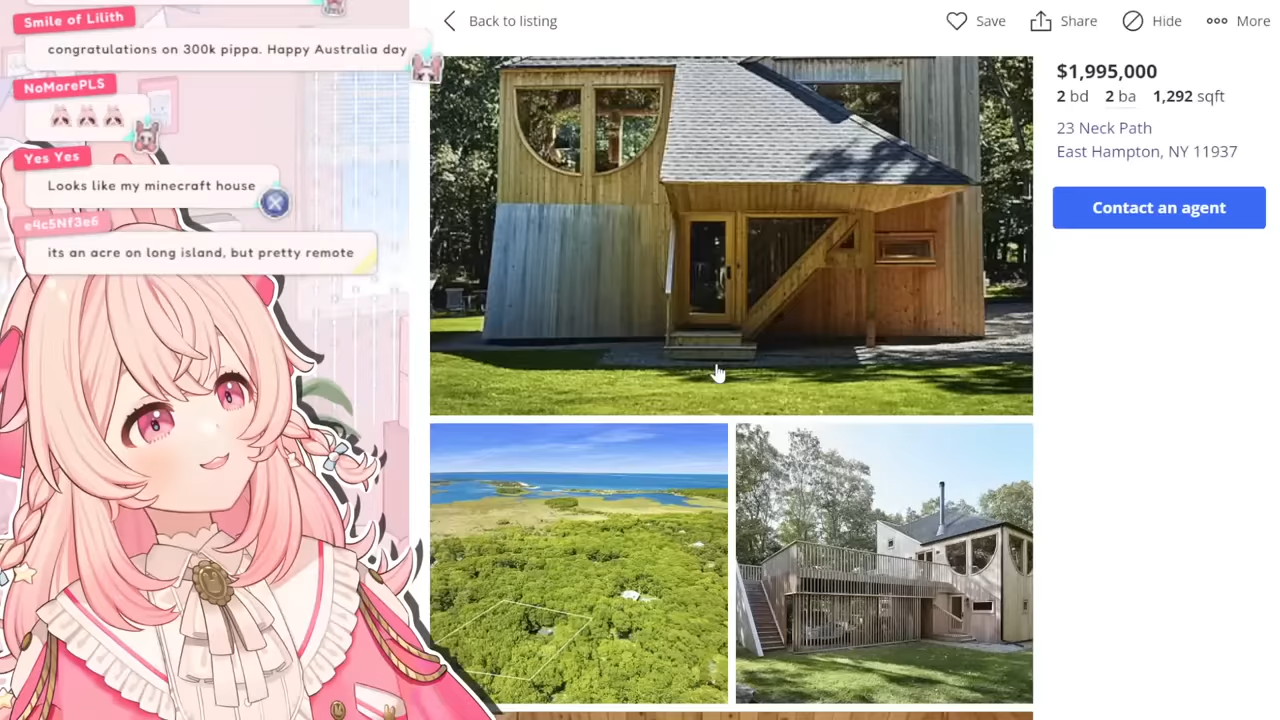 Smile of Lilith
congratulations on 300k pippa. Happy Australia day
NoMorePLS
Yes Yes
Looks like my minecraft house
e4c5Nf3e6
its an acre on long island, but pretty remote
Back to listing
Save
Share
Hide
More
$1,995,000
2 bd 2 ba 1,292 sqft
23 Neck Path
East Hampton, NY 11937
Contact an agent